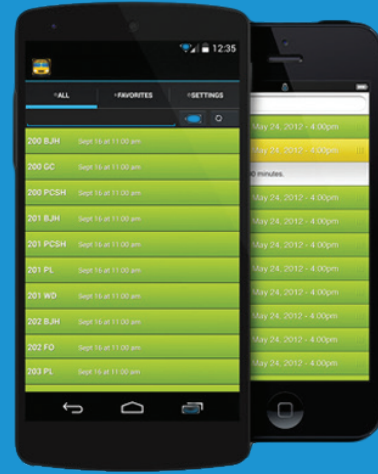 12:35
ALL FAVORITES SETTINGS
200 BJH Sept 16 at 11:00 am
200 GC Sept 16 at 11:00 am
200 PCSH Sept 16 at 11:00 am
201 BJH Sept 16 at 11:00 am
201 PCSH Sept 16 at 11:00 am
201 PL Sept 16 at 11:00 am
201 WD Sept 16 at 11:00 am
202 BJH Sept 16 at 11:00 am
202 FO Sept 16 at 11:00 am
203 PL Sept 16 at 11:00 am
May 24, 2012 - 4:00pm
May 24, 2012 - 4:00pm
0 minutes.
May 24, 2012 - 4:00pm
May 24, 2012 - 4:00pm
May 24, 2012 - 4:00pm
May 24, 2012 - 4:00pm
May 24, 2012 - 4:00pm
May 24, 2012 - 4:00pm
May 24, 2012 - 4:00pm
May 24, 2012 - 4:00pm